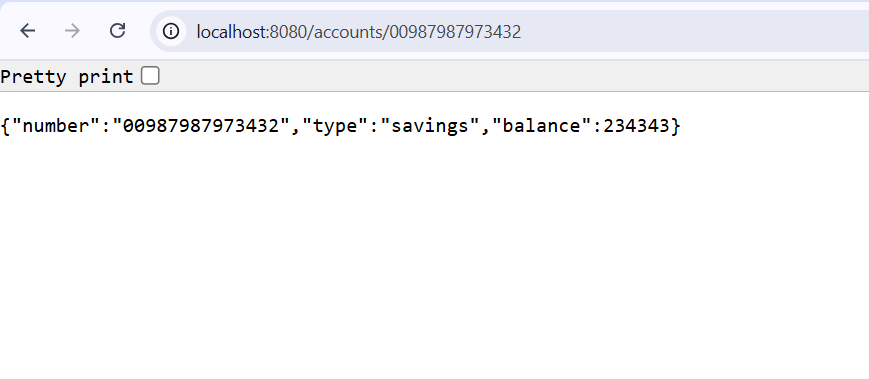 localhost:8080/accounts/00987987973432
Pretty print
{"number":"00987987973432","type":"savings","balance":234343}